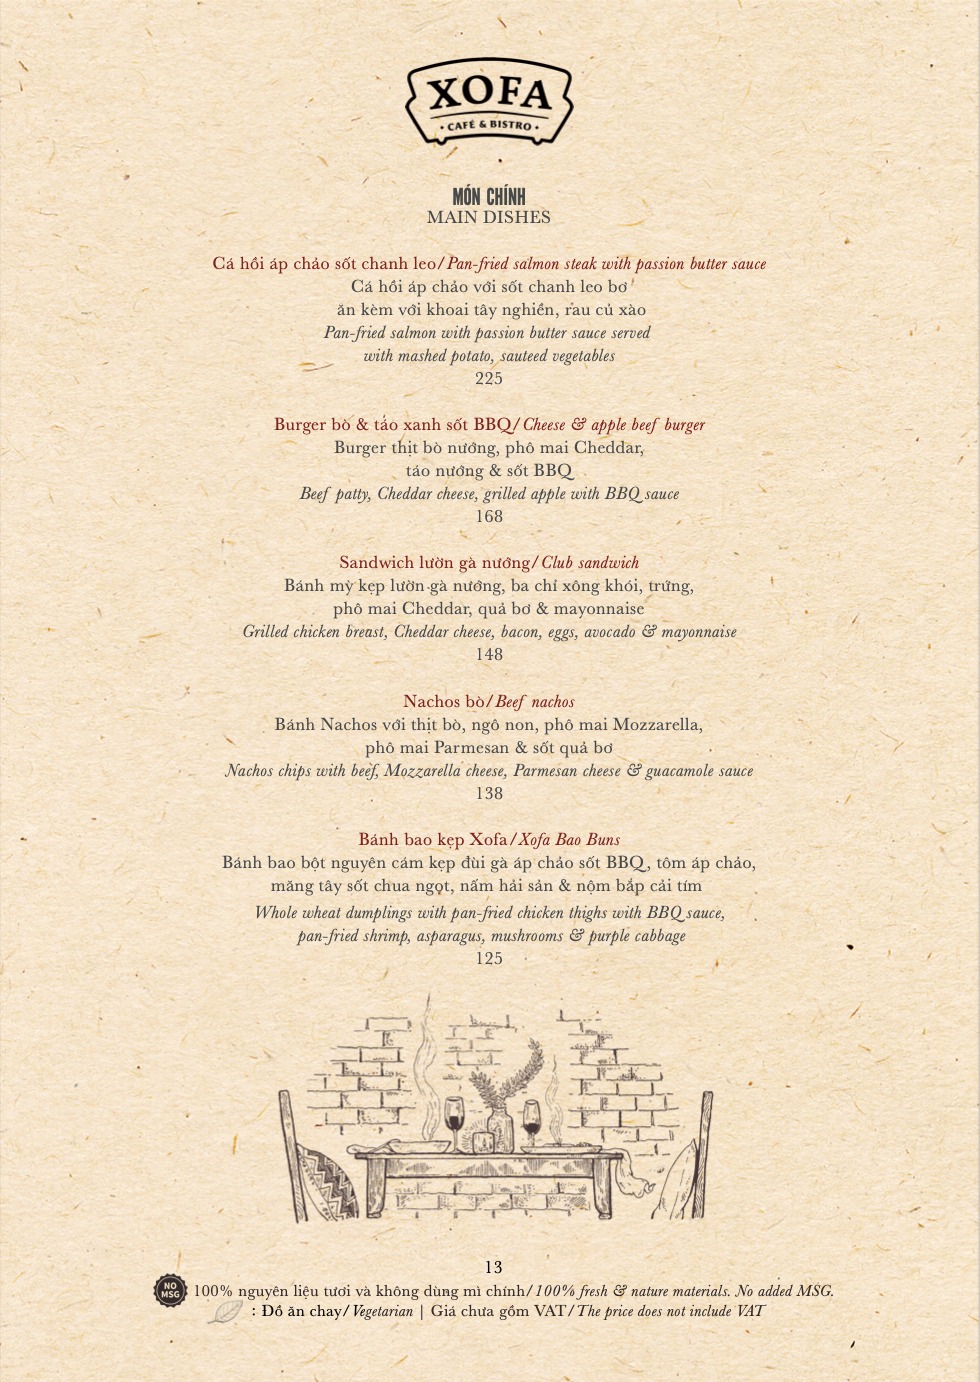 XOFA
• CAFÉ & BISTRO •
MÓN CHÍNH
MAIN DISHES
Cá hồi áp chảo sốt chanh leo/Pan-fried salmon steak with passion butter sauce
Cá hồi áp chảo với sốt chanh leo bơ
ăn kèm với khoai tây nghiền, rau củ xào
Pan-fried salmon with passion butter sauce served
with mashed potato, sauteed vegetables
225
Burger bò & táo xanh sốt BBQ/Cheese & apple beef burger
Burger thịt bò nướng, phô mai Cheddar,
táo nướng & sốt BBQ
Beef patty, Cheddar cheese, grilled apple with BBQ sauce
168
Sandwich lườn gà nướng/Club sandwich
Bánh mỳ kẹp lườn gà nướng, ba chỉ xông khói, trứng,
phô mai Cheddar, quả bơ & mayonnaise
Grilled chicken breast, Cheddar cheese, bacon, eggs, avocado & mayonnaise
148
Nachos bò/Beef nachos
Bánh Nachos với thịt bò, ngô non, phô mai Mozzarella,
phô mai Parmesan & sốt quả bơ
Nachos chips with beef, Mozzarella cheese, Parmesan cheese & guacamole sauce
138
Bánh bao kẹp Xofa/Xofa Bao Buns
Bánh bao bột nguyên cám kẹp đùi gà áp chảo sốt BBQ, tôm áp chảo,
măng tây sốt chua ngọt, nấm hải sản & nộm bắp cải tím
Whole wheat dumplings with pan-fried chicken thighs with BBQ sauce,
pan-fried shrimp, asparagus, mushrooms & purple cabbage
125
13
NO MSG 100% nguyên liệu tươi và không dùng mì chính/100% fresh & nature materials. No added MSG.
: Đồ ăn chay/Vegetarian | Giá chưa gồm VAT/The price does not include VAT